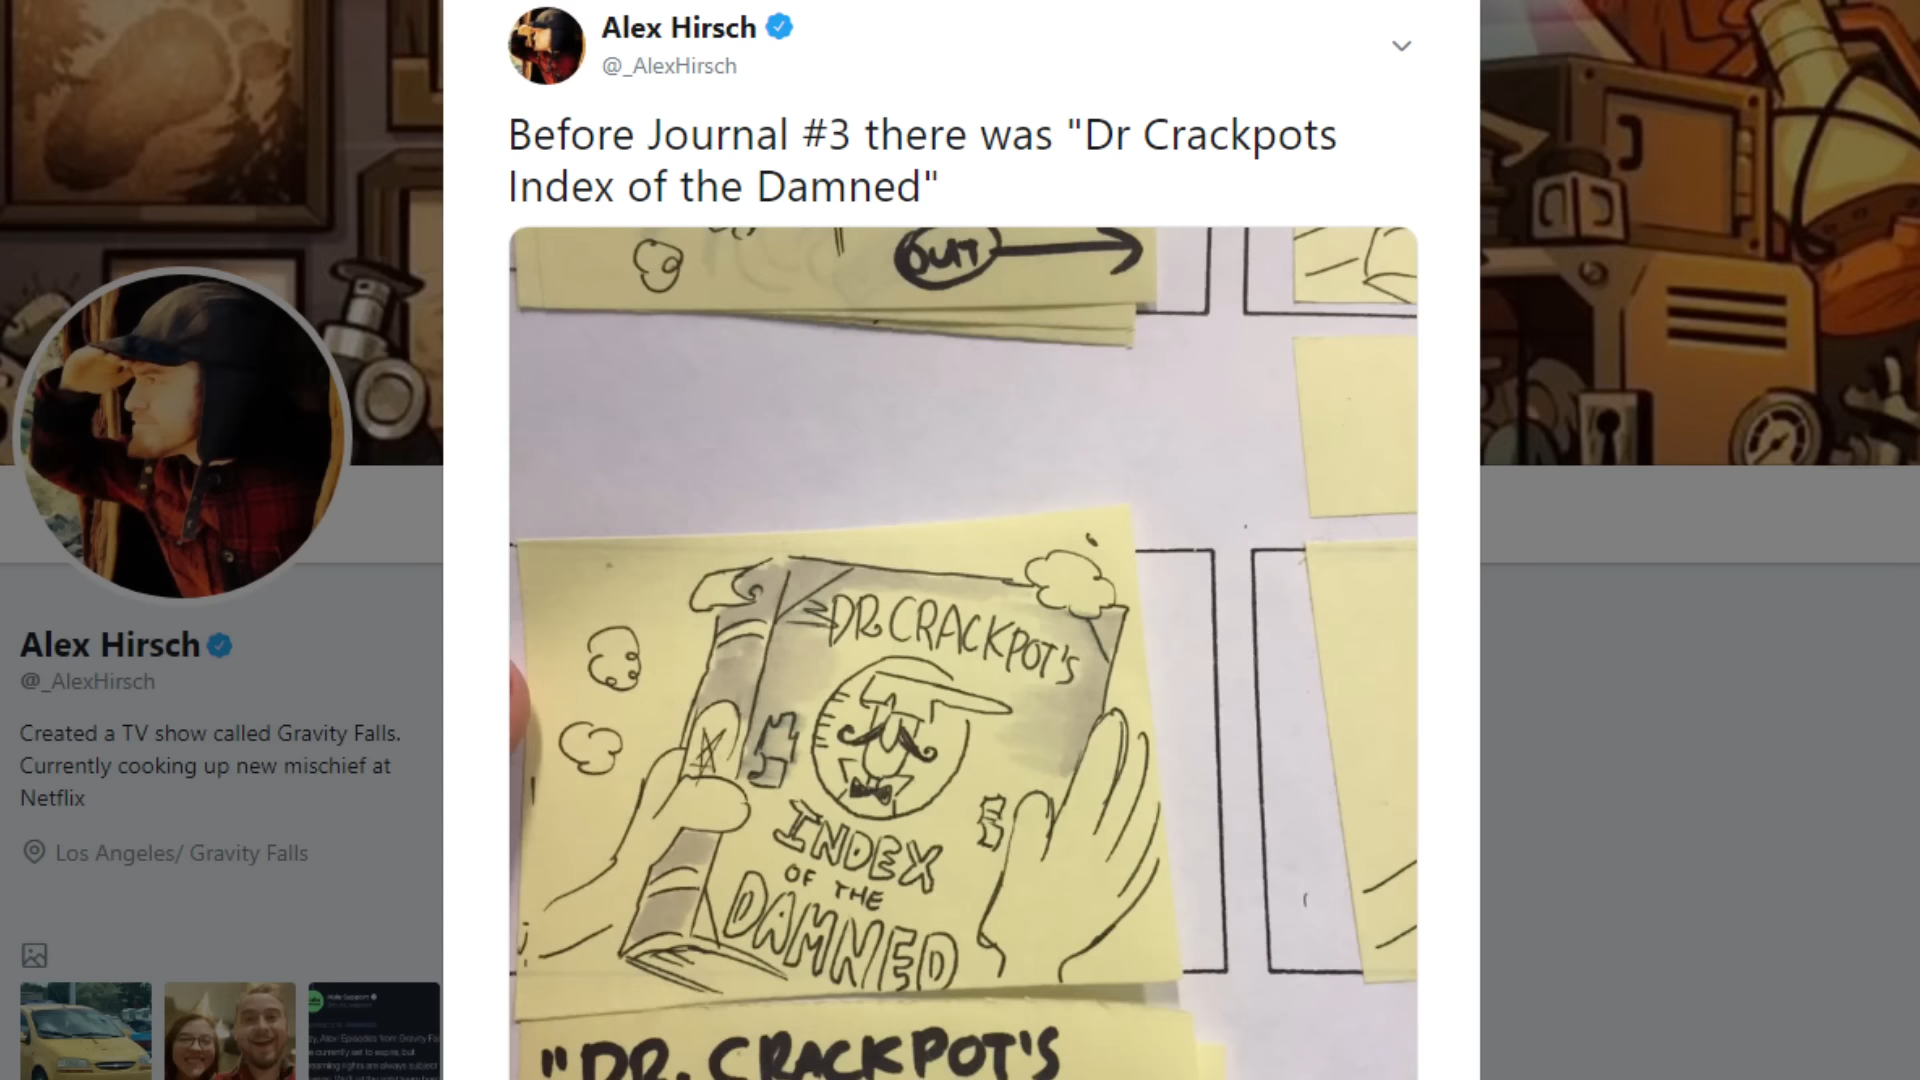 Alex Hirsch
@_AlexHirsch
Before Journal #3 there was "Dr Crackpots
Index of the Damned"
OUT
DR. CRACKPOT'S
INDEX
OF THE
DAMNED
"DR. CRACKPOT'S
Alex Hirsch
@_AlexHirsch
Created a TV show called Gravity Falls.
Currently cooking up new mischief at
Netflix
Los Angeles/ Gravity Falls
Hulu Support